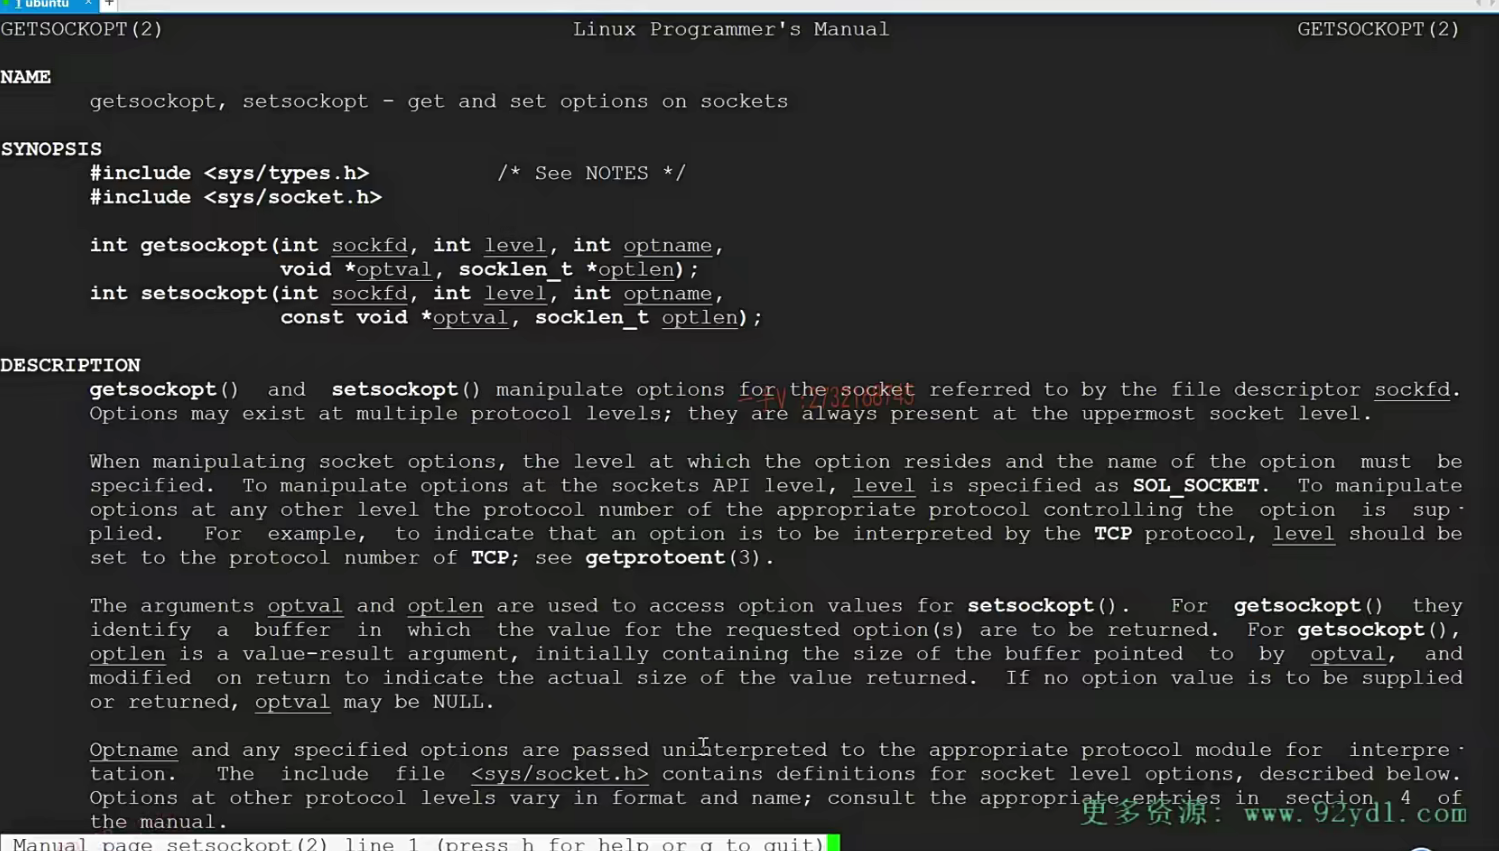 1 ubuntu × +
GETSOCKOPT(2) Linux Programmer's Manual GETSOCKOPT(2)
NAME
getsockopt, setsockopt - get and set options on sockets
SYNOPSIS
#include <sys/types.h> /* See NOTES */
#include <sys/socket.h>
int getsockopt(int sockfd, int level, int optname,
void *optval, socklen_t *optlen);
int setsockopt(int sockfd, int level, int optname,
const void *optval, socklen_t optlen);
DESCRIPTION
getsockopt() and setsockopt() manipulate options for the socket referred to by the file descriptor sockfd.
Options may exist at multiple protocol levels; they are always present at the uppermost socket level.
When manipulating socket options, the level at which the option resides and the name of the option must be
specified. To manipulate options at the sockets API level, level is specified as SOL_SOCKET. To manipulate
options at any other level the protocol number of the appropriate protocol controlling the option is sup-
plied. For example, to indicate that an option is to be interpreted by the TCP protocol, level should be
set to the protocol number of TCP; see getprotoent(3).
The arguments optval and optlen are used to access option values for setsockopt(). For getsockopt() they
identify a buffer in which the value for the requested option(s) are to be returned. For getsockopt(),
optlen is a value-result argument, initially containing the size of the buffer pointed to by optval, and
modified on return to indicate the actual size of the value returned. If no option value is to be supplied
or returned, optval may be NULL.
Optname and any specified options are passed uninterpreted to the appropriate protocol module for interpre-
tation. The include file <sys/socket.h> contains definitions for socket level options, described below.
Options at other protocol levels vary in format and name; consult the appropriate entries in section 4 of
the manual.
更多资源: www.92ydl.com
Manual page setsockopt(2) line 1 (press h for help or q to quit)